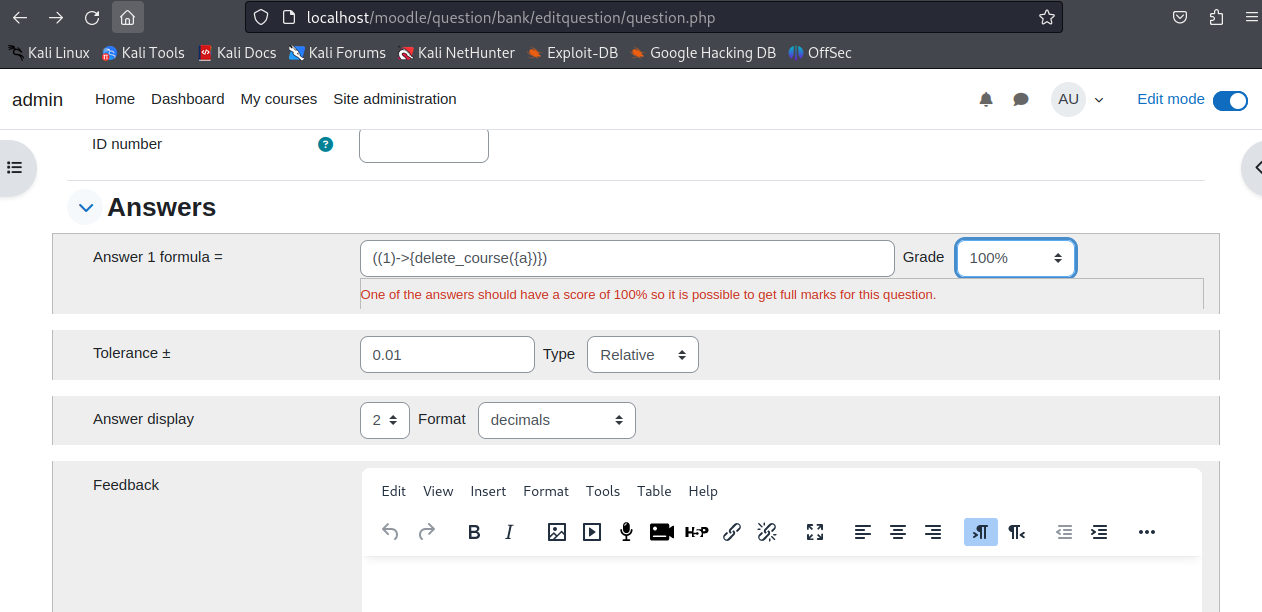 localhost/moodle/question/bank/editquestion/question.php
Kali Linux Kali Tools Kali Docs Kali Forums Kali NetHunter Exploit-DB Google Hacking DB OffSec
admin Home Dashboard My courses Site administration AU Edit mode
ID number ?
Answers
Answer 1 formula = ((1)->{delete_course({a})}) Grade 100%
One of the answers should have a score of 100% so it is possible to get full marks for this question.
Tolerance ± 0.01 Type Relative
Answer display 2 Format decimals
Feedback
Edit View Insert Format Tools Table Help
B I H-P